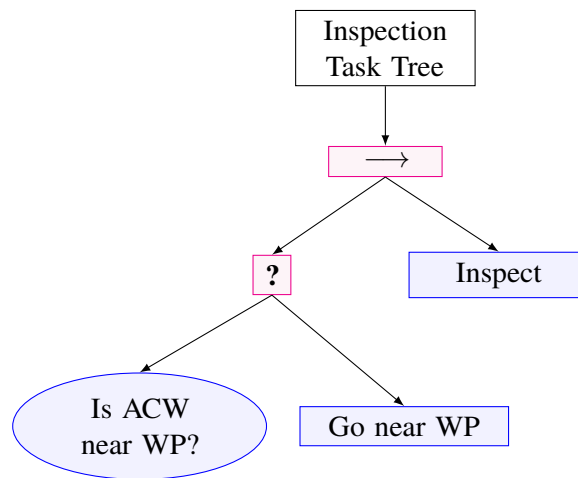 Inspection
Task Tree
→
?
Inspect
Is ACW
near WP?
Go near WP